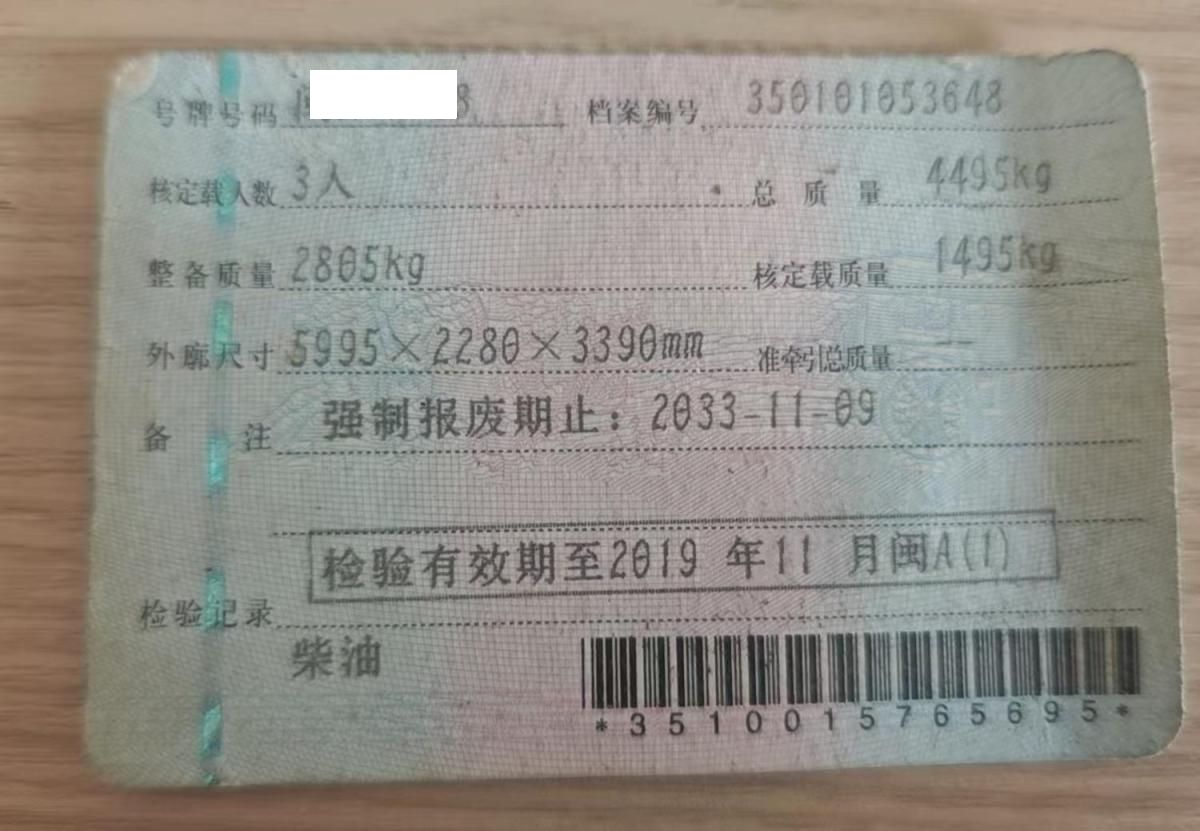 号牌号码 8 档案编号 350101053648
核定载人数 3人 总质量 4495kg
整备质量 2805kg 核定载质量 1495kg
外廓尺寸 5995×2280×3390mm 准牵引总质量 --
备注 强制报废期止：2033-11-09
检验有效期至2019 年11 月闽A(1)
检验记录
柴油
*3510015765695*